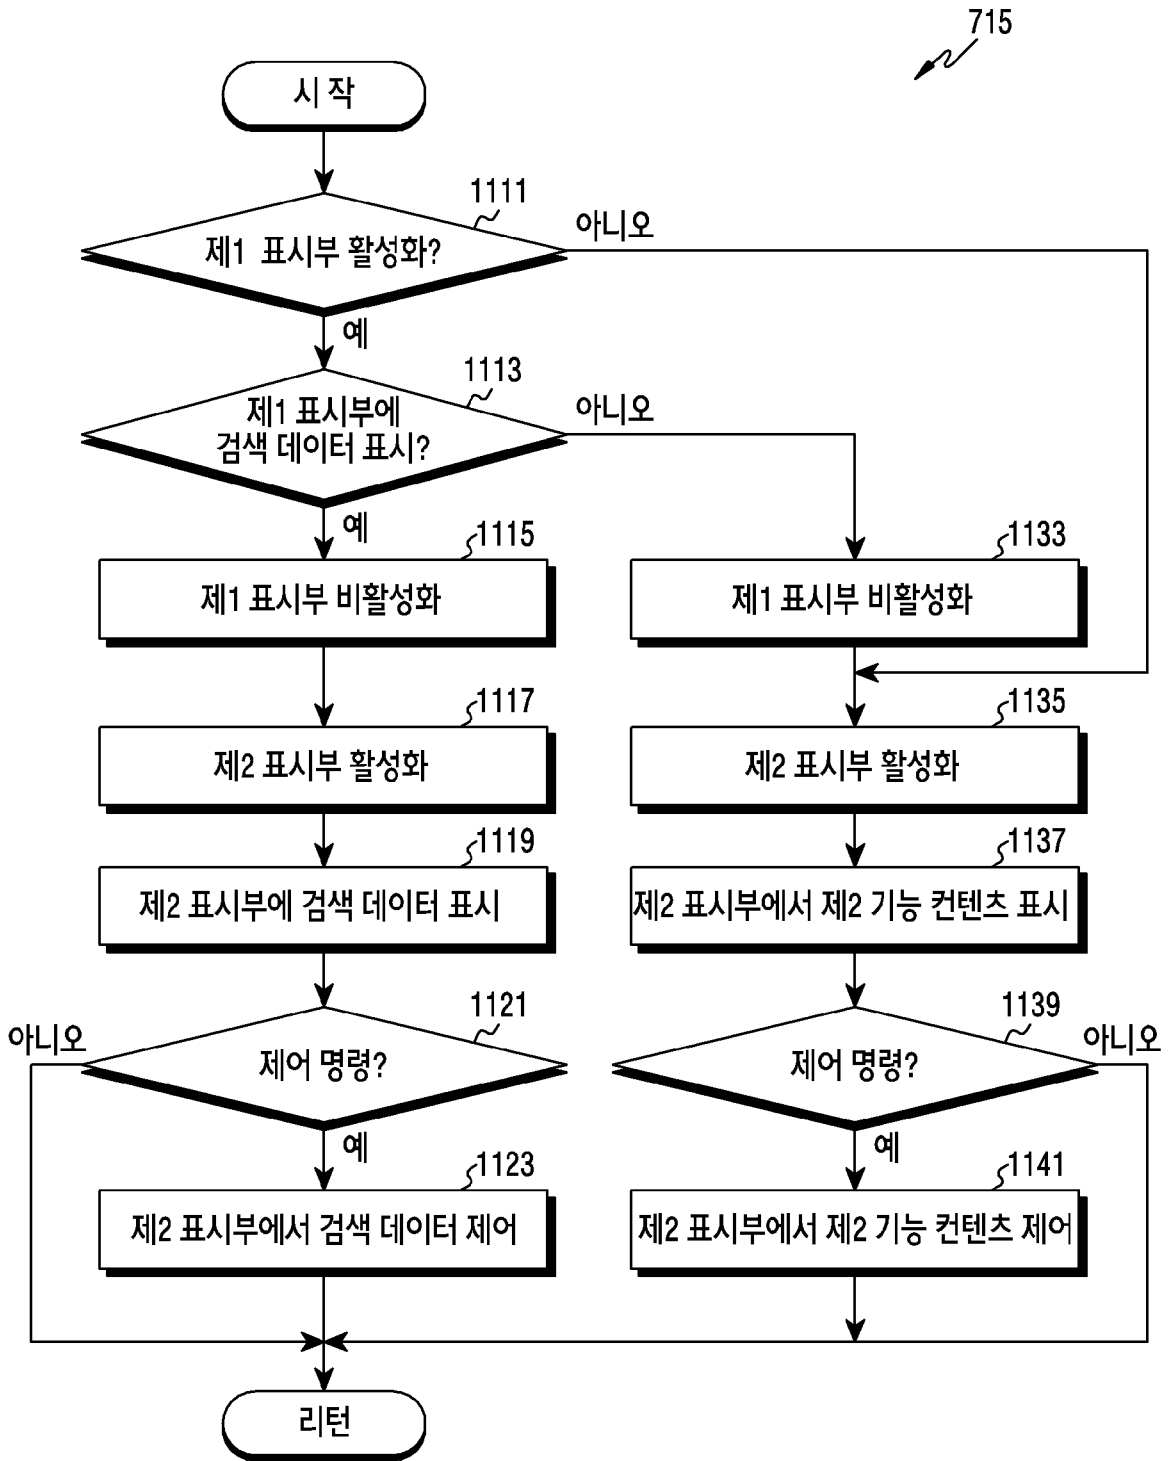 715
시 작
1111
제1 표시부 활성화?
아니오
예
1113
제1 표시부에
검색 데이터 표시?
아니오
예
1115
제1 표시부 비활성화
1133
제1 표시부 비활성화
1117
제2 표시부 활성화
1135
제2 표시부 활성화
1119
제2 표시부에 검색 데이터 표시
1137
제2 표시부에서 제2 기능 컨텐츠 표시
1121
제어 명령?
아니오
예
1139
제어 명령?
아니오
예
1123
제2 표시부에서 검색 데이터 제어
1141
제2 표시부에서 제2 기능 컨텐츠 제어
리턴